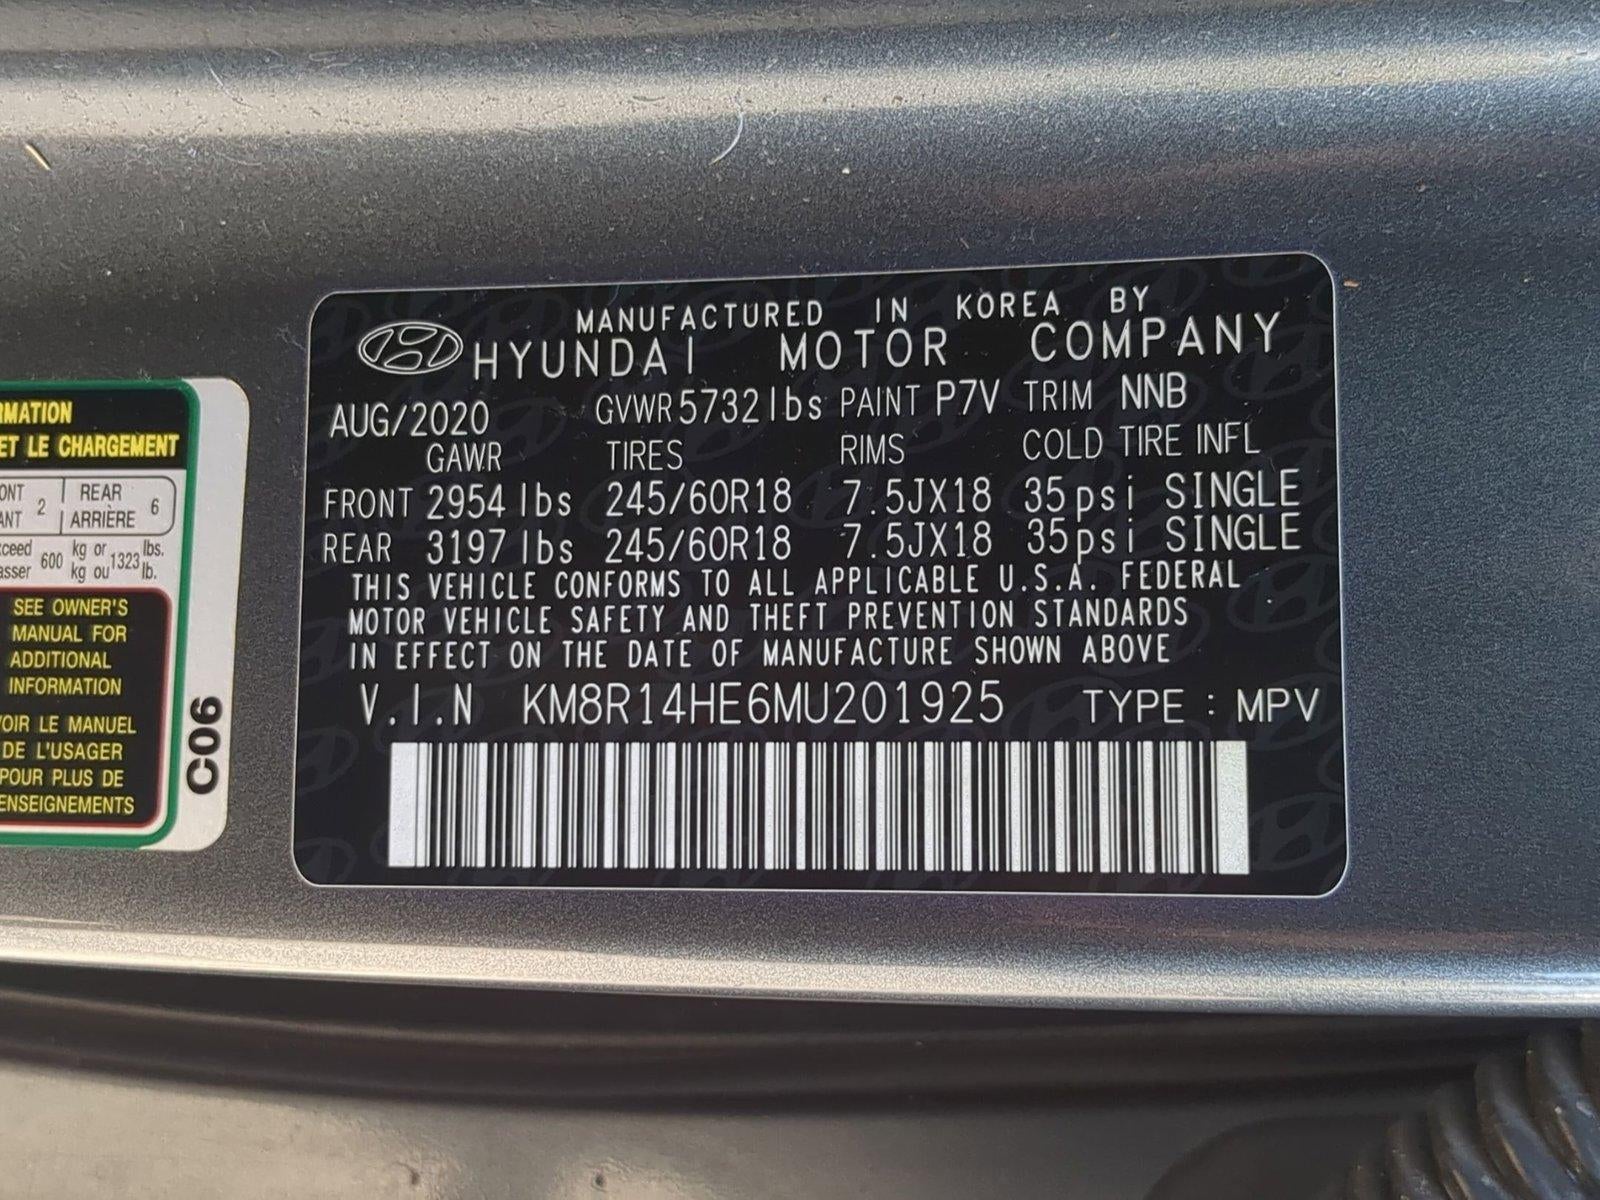 MANUFACTURED IN KOREA BY
HYUNDAI MOTOR COMPANY
AUG/2020 GVWR 5732 lbs PAINT P7V TRIM NNB
GAWR TIRES RIMS COLD TIRE INFL
FRONT 2954 lbs 245/60R18 7.5JX18 35psi SINGLE
REAR 3197 lbs 245/60R18 7.5JX18 35psi SINGLE
THIS VEHICLE CONFORMS TO ALL APPLICABLE U.S.A. FEDERAL
MOTOR VEHICLE SAFETY AND THEFT PREVENTION STANDARDS
IN EFFECT ON THE DATE OF MANUFACTURE SHOWN ABOVE
V.I.N KM8R14HE6MU201925 TYPE : MPV
ET LE CHARGEMENT
2 REAR 6
ARRIÈRE
600 kg or 1323 lbs.
kg ou lb.
SEE OWNER'S
MANUAL FOR
ADDITIONAL
INFORMATION
LE MANUEL
DE L'USAGER
POUR PLUS DE
C06